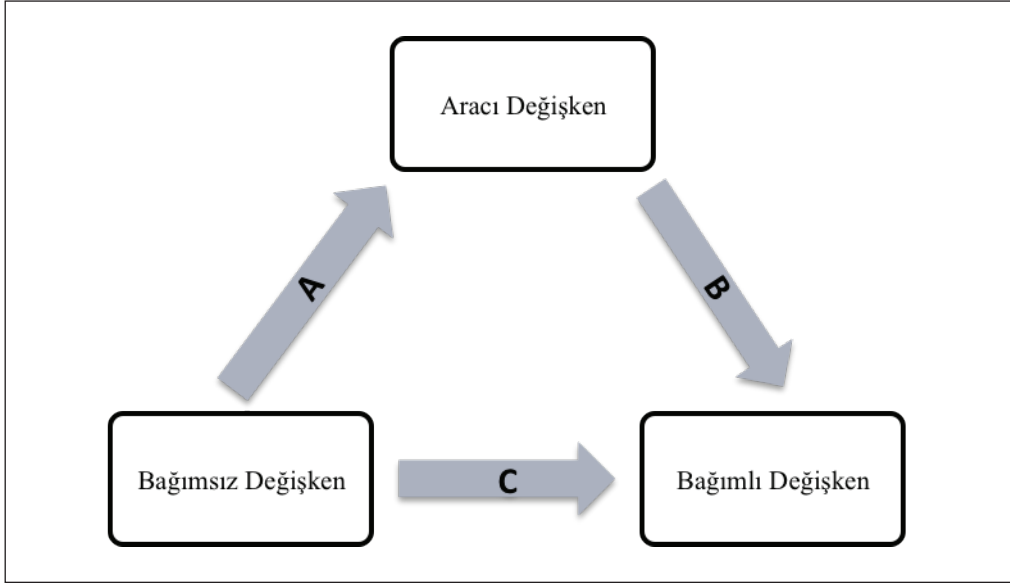 Aracı Değişken
A
B
Bağımsız Değişken
C
Bağımlı Değişken